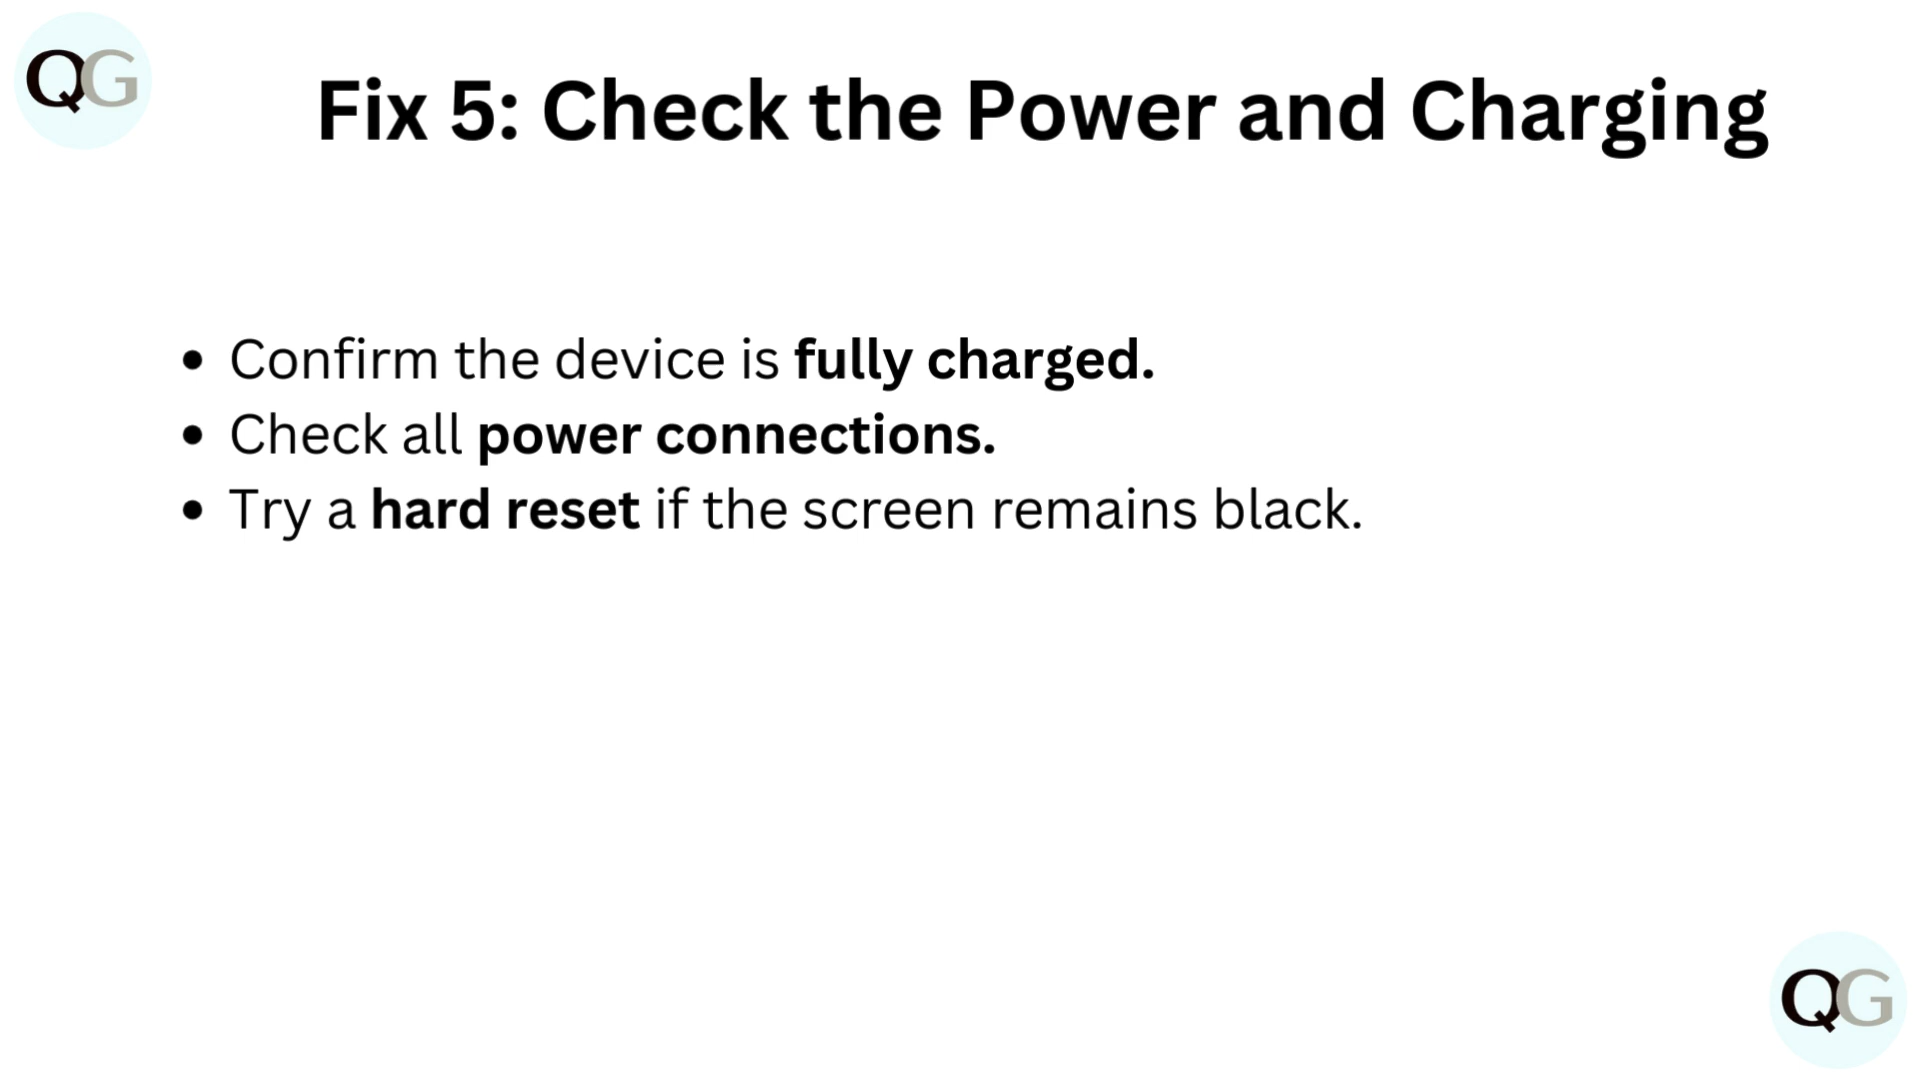 QG
Fix 5: Check the Power and Charging
• Confirm the device is fully charged.
• Check all power connections.
• Try a hard reset if the screen remains black.
QG